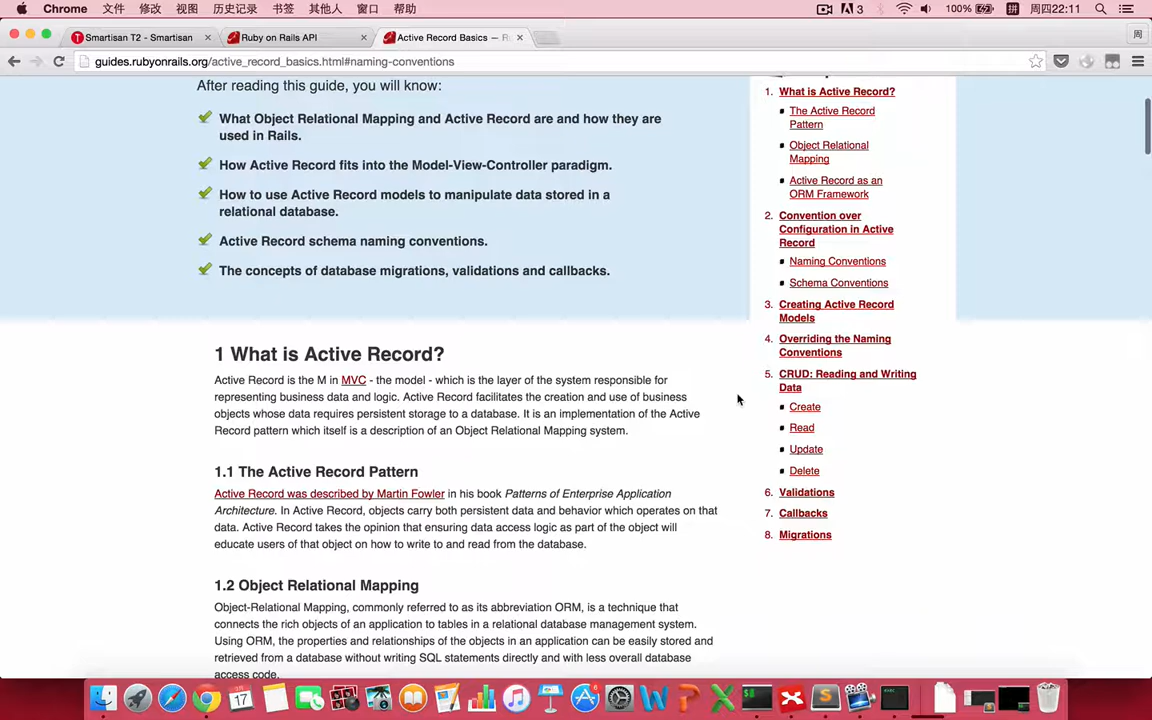 Chrome 文件 修改 视图 历史记录 书签 其他人 窗口 帮助 3 100% 周四22:11
Smartisan T2 - Smartisan × Ruby on Rails API × Active Record Basics — R × 周
guides.rubyonrails.org/active_record_basics.html#naming-conventions
After reading this guide, you will know:
What Object Relational Mapping and Active Record are and how they are
used in Rails.
How Active Record fits into the Model-View-Controller paradigm.
How to use Active Record models to manipulate data stored in a
relational database.
Active Record schema naming conventions.
The concepts of database migrations, validations and callbacks.
1 What is Active Record?
Active Record is the M in MVC - the model - which is the layer of the system responsible for
representing business data and logic. Active Record facilitates the creation and use of business
objects whose data requires persistent storage to a database. It is an implementation of the Active
Record pattern which itself is a description of an Object Relational Mapping system.
1.1 The Active Record Pattern
Active Record was described by Martin Fowler in his book Patterns of Enterprise Application
Architecture. In Active Record, objects carry both persistent data and behavior which operates on that
data. Active Record takes the opinion that ensuring data access logic as part of the object will
educate users of that object on how to write to and read from the database.
1.2 Object Relational Mapping
Object-Relational Mapping, commonly referred to as its abbreviation ORM, is a technique that
connects the rich objects of an application to tables in a relational database management system.
Using ORM, the properties and relationships of the objects in an application can be easily stored and
retrieved from a database without writing SQL statements directly and with less overall database
access code.
1. What is Active Record?
The Active Record
Pattern
Object Relational
Mapping
Active Record as an
ORM Framework
2. Convention over
Configuration in Active
Record
Naming Conventions
Schema Conventions
3. Creating Active Record
Models
4. Overriding the Naming
Conventions
5. CRUD: Reading and Writing
Data
Create
Read
Update
Delete
6. Validations
7. Callbacks
8. Migrations
17